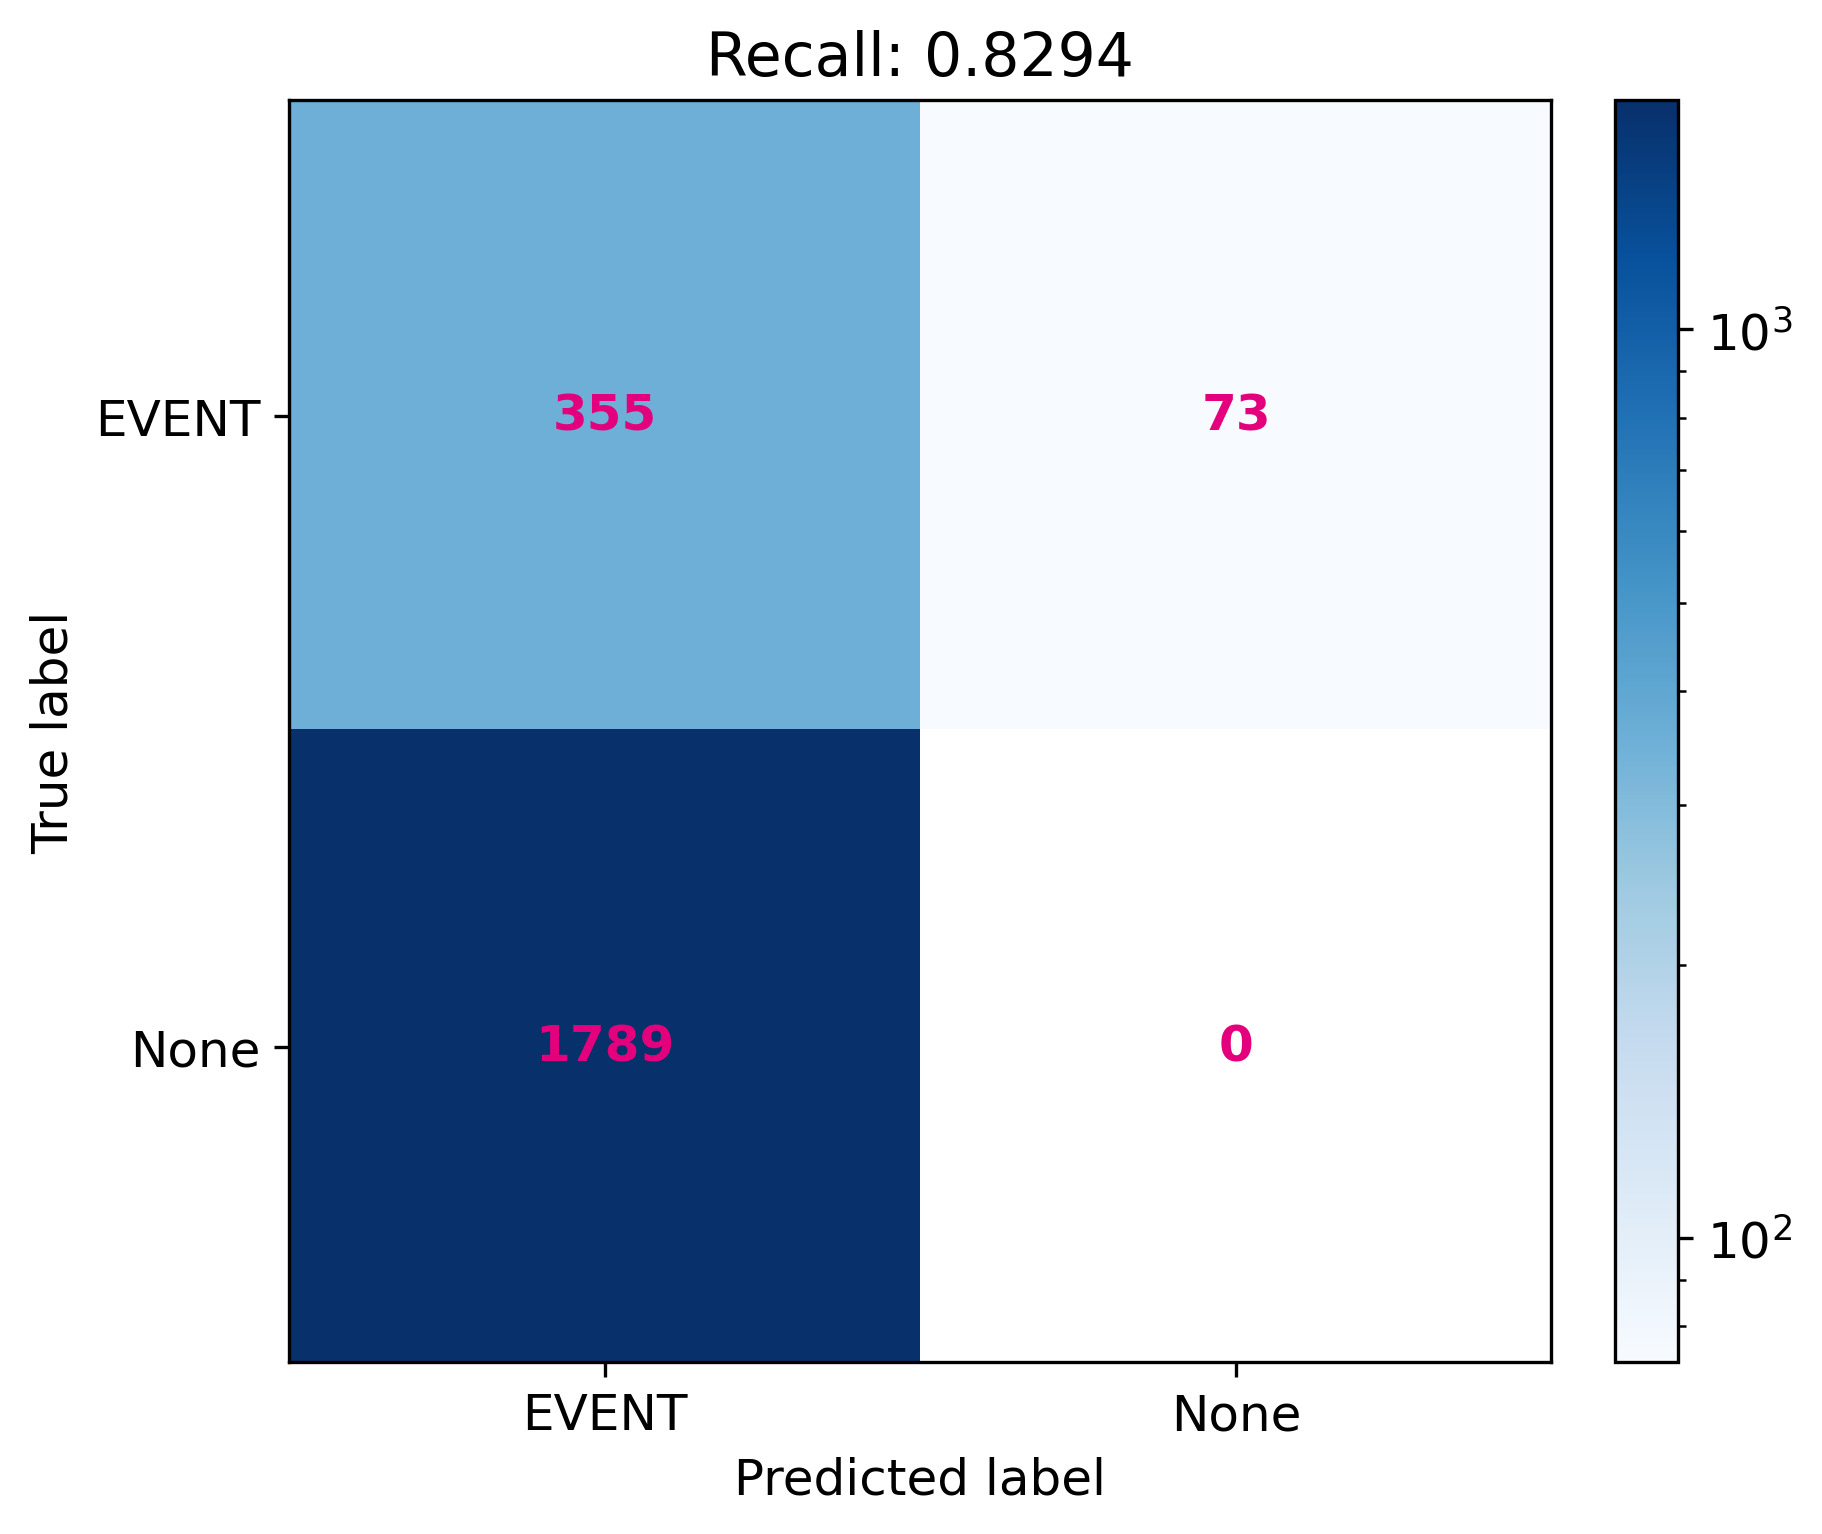 Recall: 0.8294
10³
EVENT
355
73
True label
None
1789
0
10²
EVENT
None
Predicted label